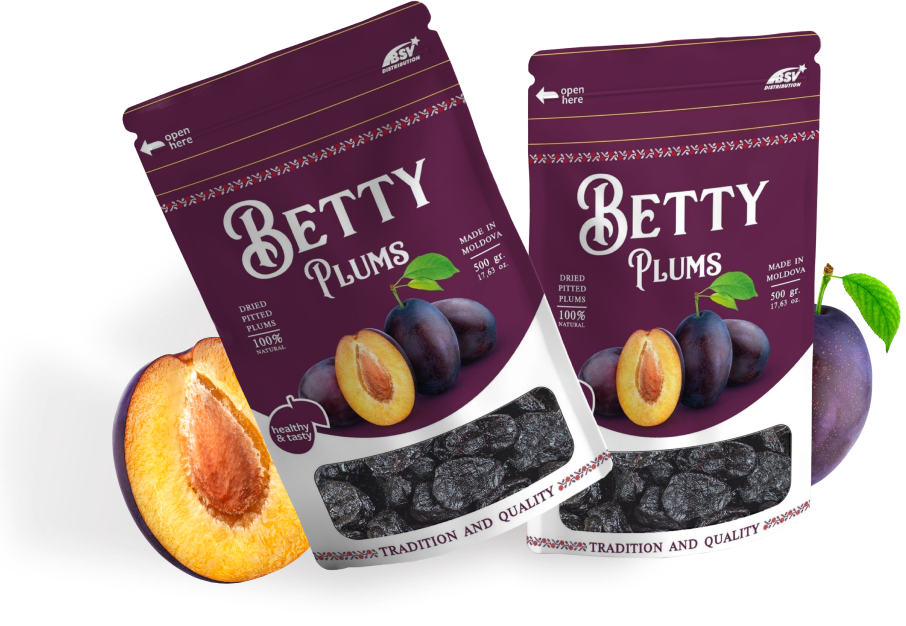 BSV
DISTRIBUTION
open
here
BETTY
PLUMS
MADE IN
MOLDOVA
500 gr.
17,63 oz.
DRIED
PITTED
PLUMS
100%
NATURAL
healthy
& tasty
TRADITION AND QUALITY
BSV
DISTRIBUTION
open
here
BETTY
PLUMS
MADE IN
MOLDOVA
500 gr.
17,63 oz.
DRIED
PITTED
PLUMS
100%
NATURAL
TRADITION AND QUALITY